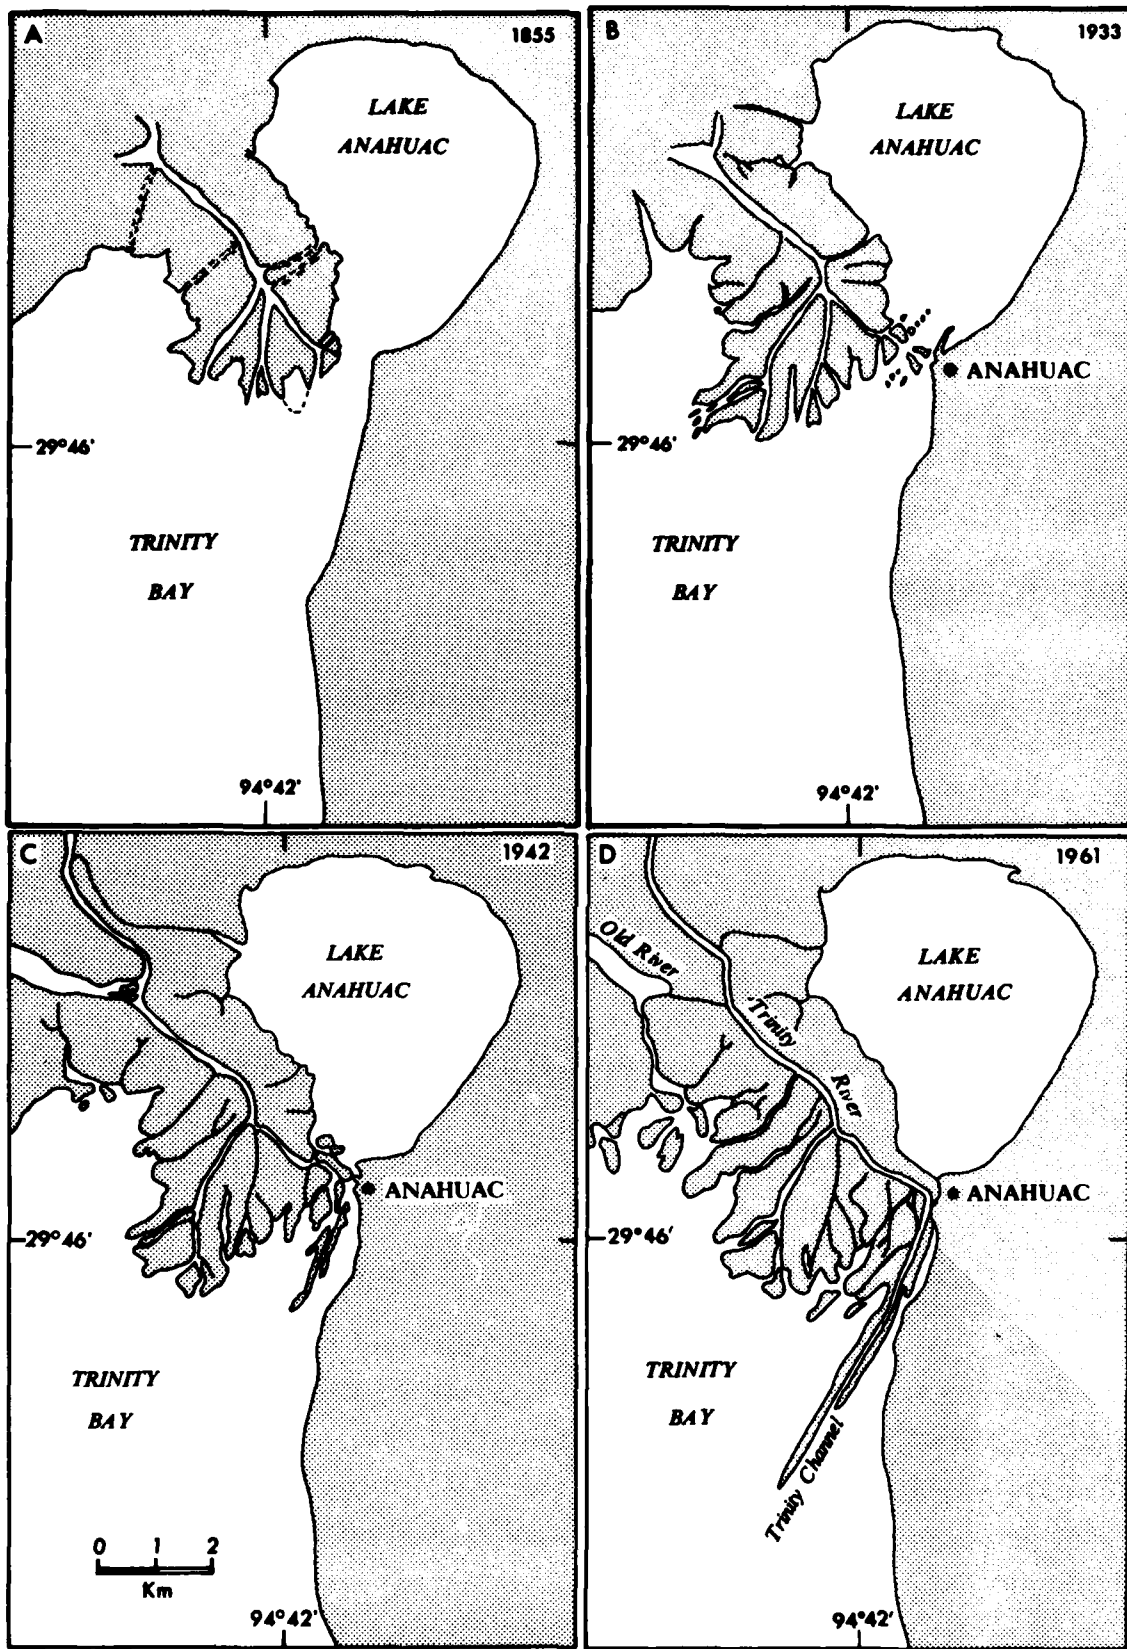 A
1855
LAKE
ANAHUAC
29°46'
TRINITY
BAY
94°42'
B
1933
LAKE
ANAHUAC
ANAHUAC
29°46'
TRINITY
BAY
94°42'
C
1942
LAKE
ANAHUAC
ANAHUAC
29°46'
TRINITY
BAY
0 1 2
Km
94°42'
D
1961
Old River
LAKE
ANAHUAC
Trinity
River
ANAHUAC
29°46'
TRINITY
BAY
Trinity Channel
94°42'